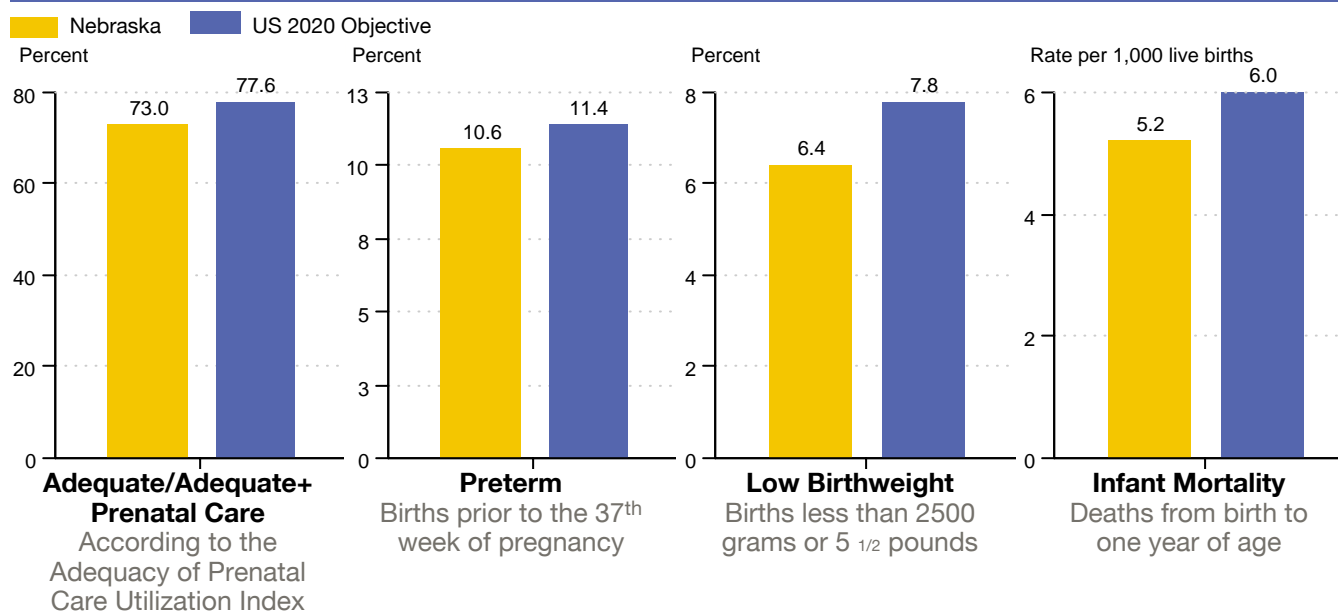 Nebraska
US 2020 Objective
Percent
80
60
40
20
0
73.0
77.6
Adequate/Adequate+
Prenatal Care
According to the
Adequacy of Prenatal
Care Utilization Index
Percent
13
10
8
5
3
0
10.6
11.4
Preterm
Births prior to the 37th
week of pregnancy
Percent
8
6
4
2
0
6.4
7.8
Low Birthweight
Births less than 2500
grams or 5 1/2 pounds
Rate per 1,000 live births
6
4
2
0
5.2
6.0
Infant Mortality
Deaths from birth to
one year of age